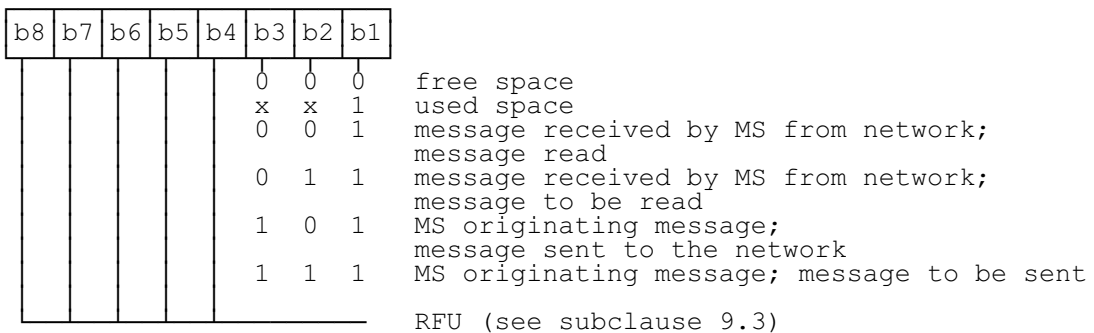 b8 b7 b6 b5 b4 b3 b2 b1
0 0 0 free space
x x 1 used space
0 0 1 message received by MS from network;
message read
0 1 1 message received by MS from network;
message to be read
1 0 1 MS originating message;
message sent to the network
1 1 1 MS originating message; message to be sent
RFU (see subclause 9.3)